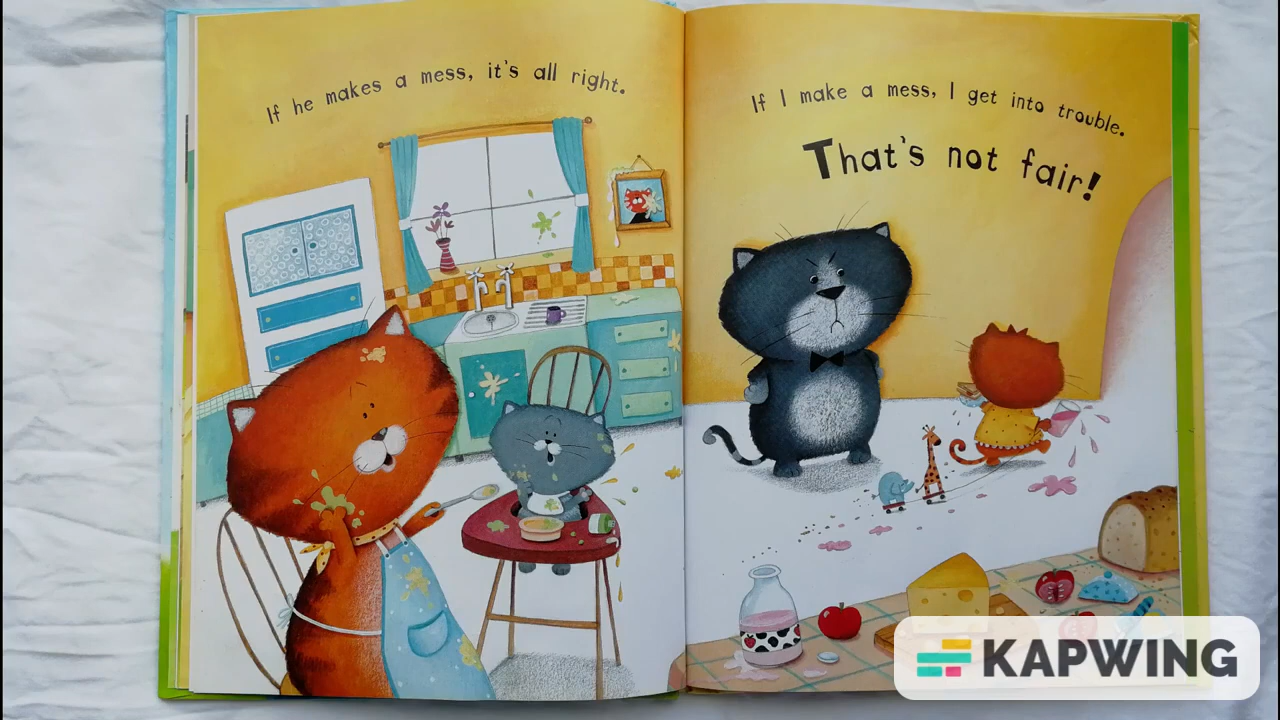 If he makes a mess, it's all right.
If I make a mess, I get into trouble.
That's not fair!
KAPWING